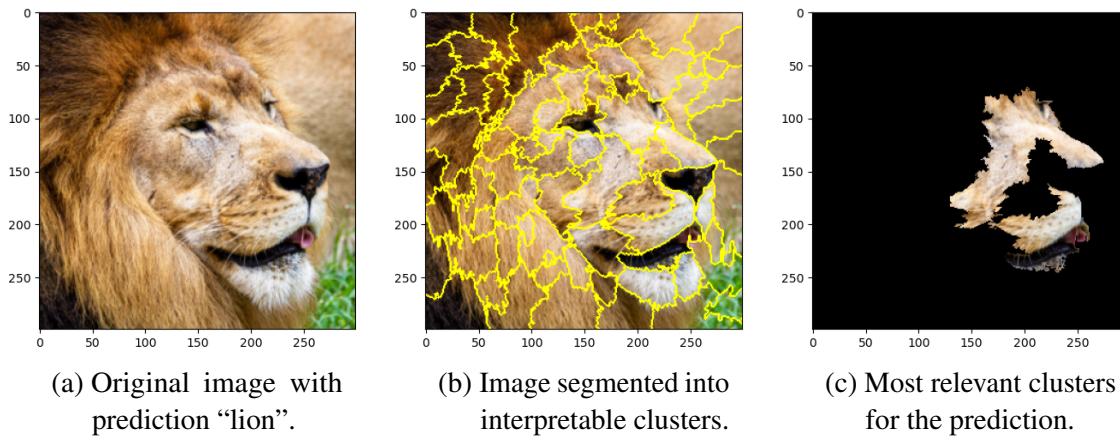 0
50
100
150
200
250
0 50 100 150 200 250
0
50
100
150
200
250
0 50 100 150 200 250
0
50
100
150
200
250
0 50 100 150 200 250
(a) Original image with
prediction “lion”.
(b) Image segmented into
interpretable clusters.
(c) Most relevant clusters
for the prediction.